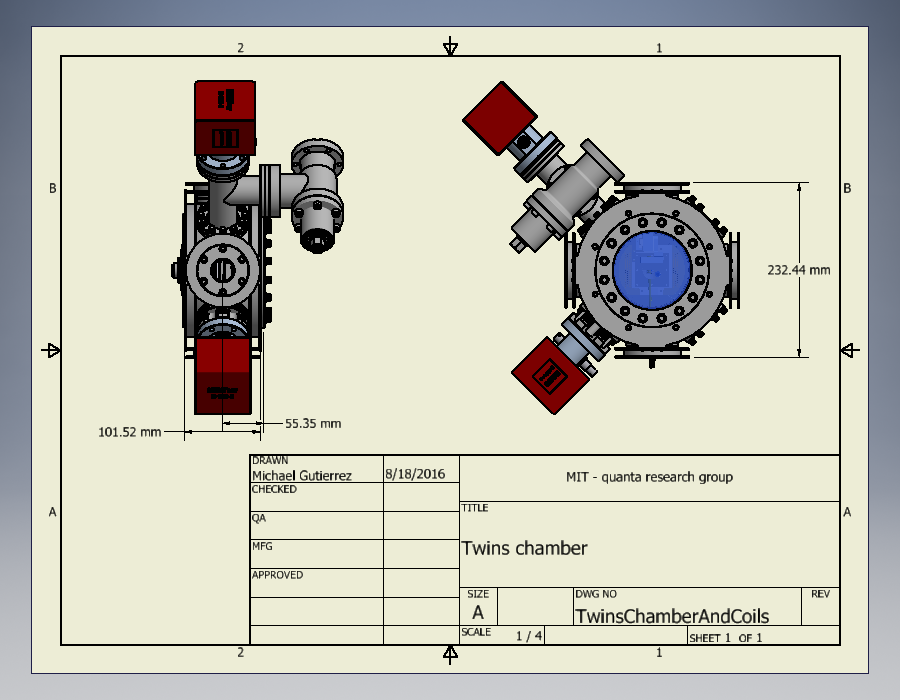 2 1
B B
232.44 mm
55.35 mm
101.52 mm
DRAWN
Michael Gutierrez 8/18/2016
MIT - quanta research group
CHECKED
TITLE
A A
QA
MFG
Twins chamber
APPROVED
SIZE DWG NO REV
A TwinsChamberAndCoils
SCALE 1 / 4 SHEET 1 OF 1
2 1